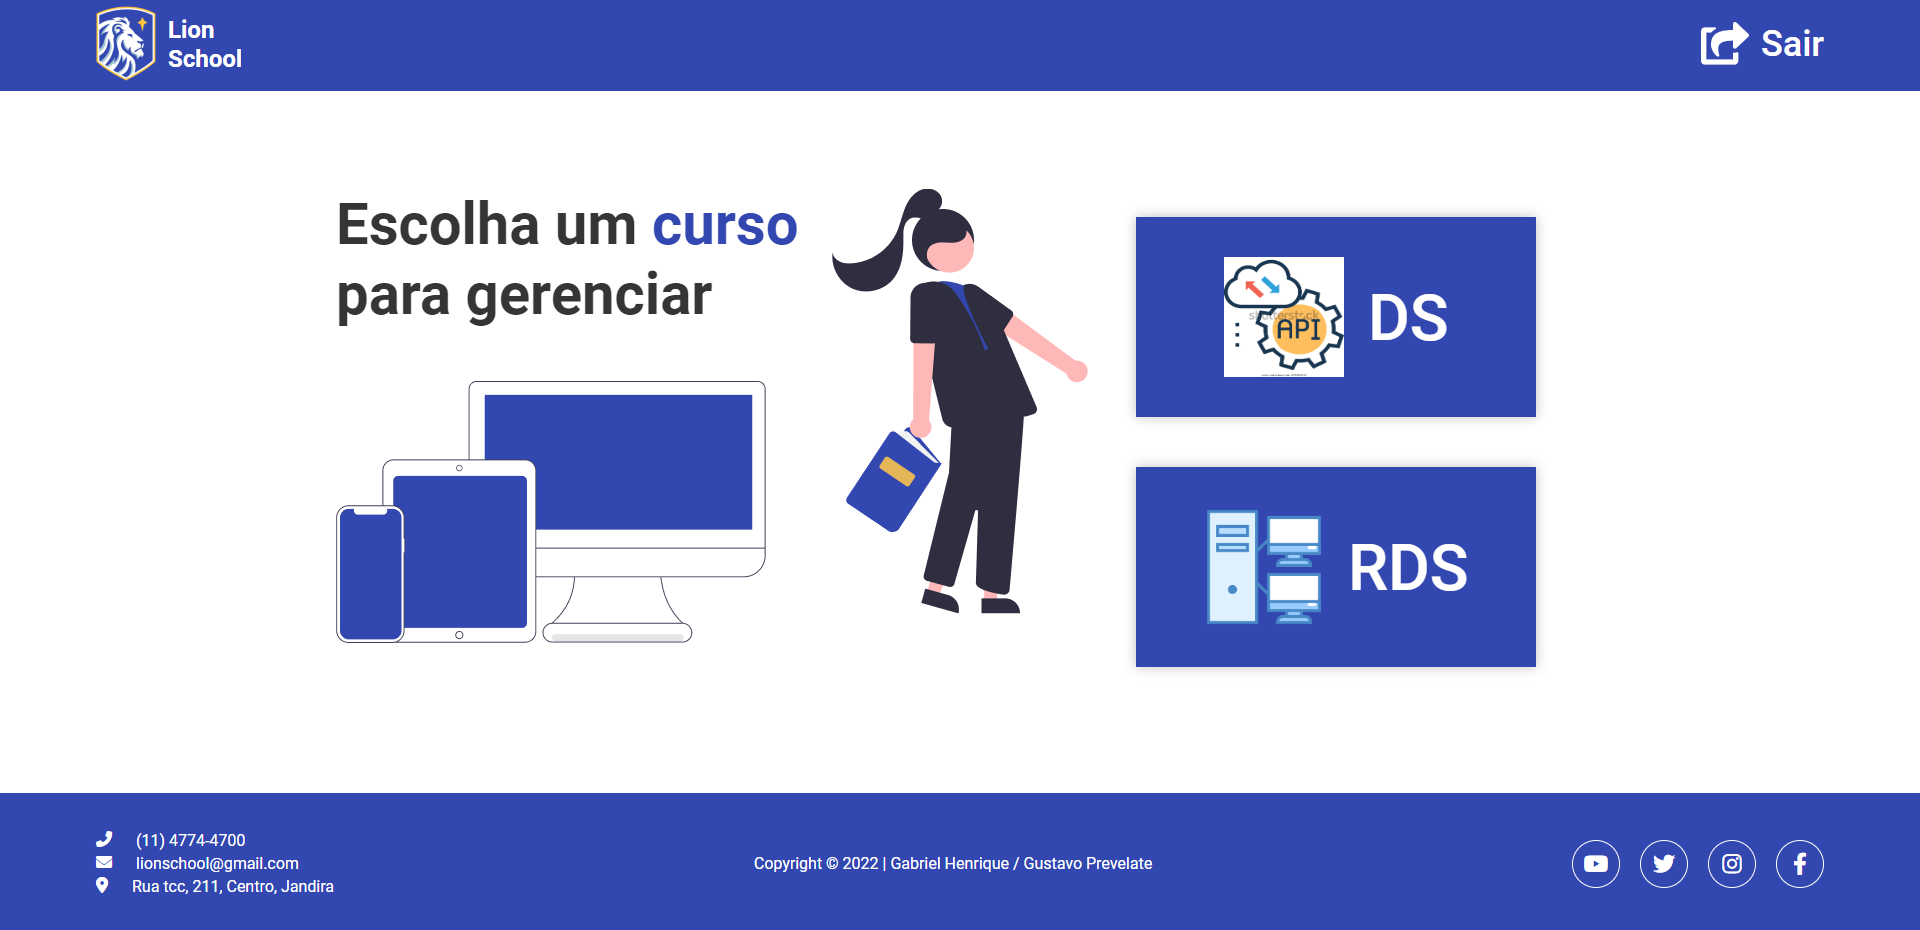 Lion
School
Sair
Escolha um curso
para gerenciar
shutterstock
API
DS
RDS
(11) 4774-4700
lionschool@gmail.com
Rua tcc, 211, Centro, Jandira
Copyright © 2022 | Gabriel Henrique / Gustavo Prevelate